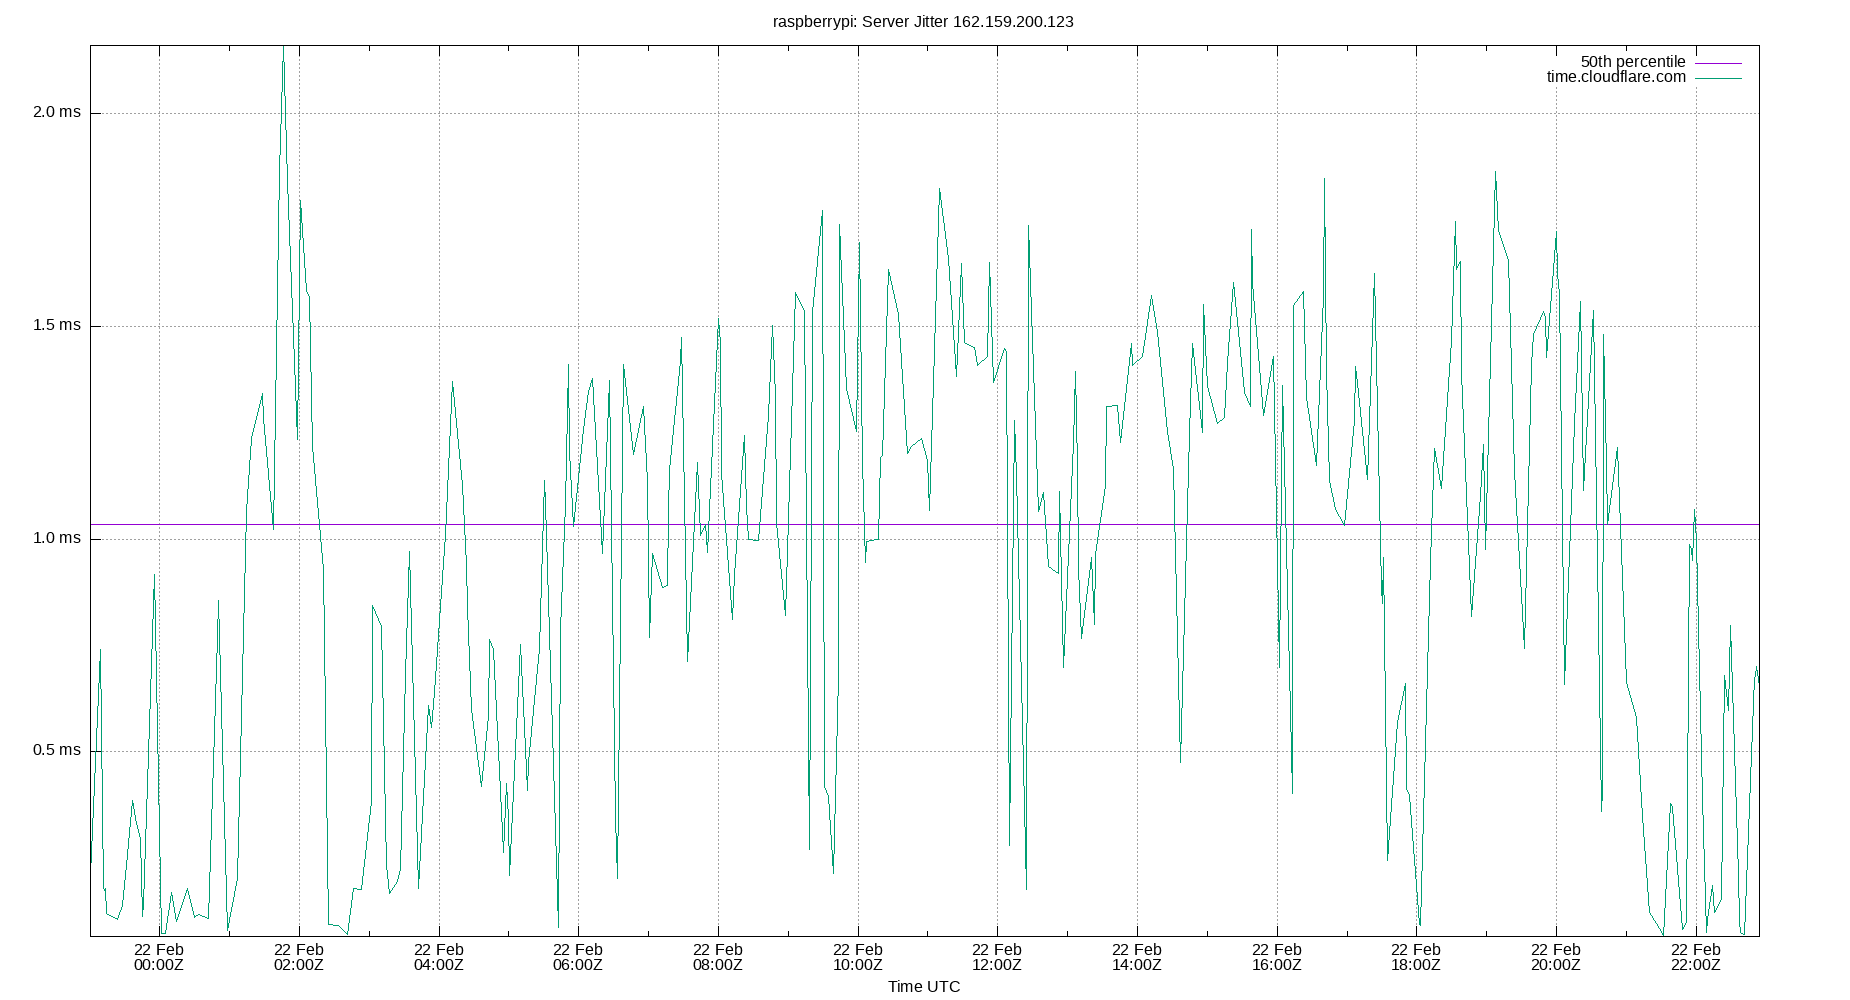 raspberrypi: Server Jitter 162.159.200.123
50th percentile
time.cloudflare.com
2.0 ms
1.5 ms
1.0 ms
0.5 ms
22 Feb 22 Feb 22 Feb 22 Feb 22 Feb 22 Feb 22 Feb 22 Feb 22 Feb 22 Feb 22 Feb 22 Feb
00:00Z 02:00Z 04:00Z 06:00Z 08:00Z 10:00Z 12:00Z 14:00Z 16:00Z 18:00Z 20:00Z 22:00Z
Time UTC